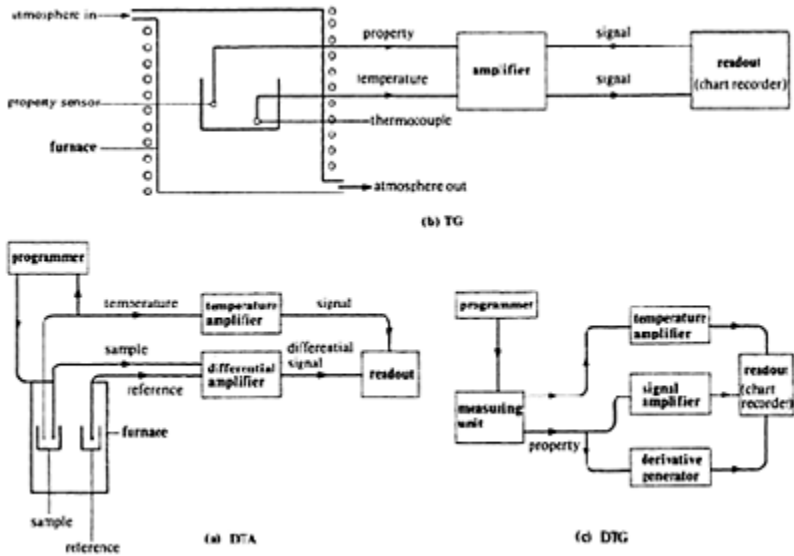 atmosphere in
property
signal
amplifier
readout
(chart recorder)
temperature
signal
property sensor
thermocouple
furnace
atmosphere out
(b) TG
programmer
temperature
temperature
amplifier
signal
sample
differential
amplifier
differential
signal
readout
reference
furnace
sample
reference
(a) DTA
programmer
temperature
amplifier
measuring
unit
signal
amplifier
readout
(chart
recorder)
property
derivative
generator
(c) DTG